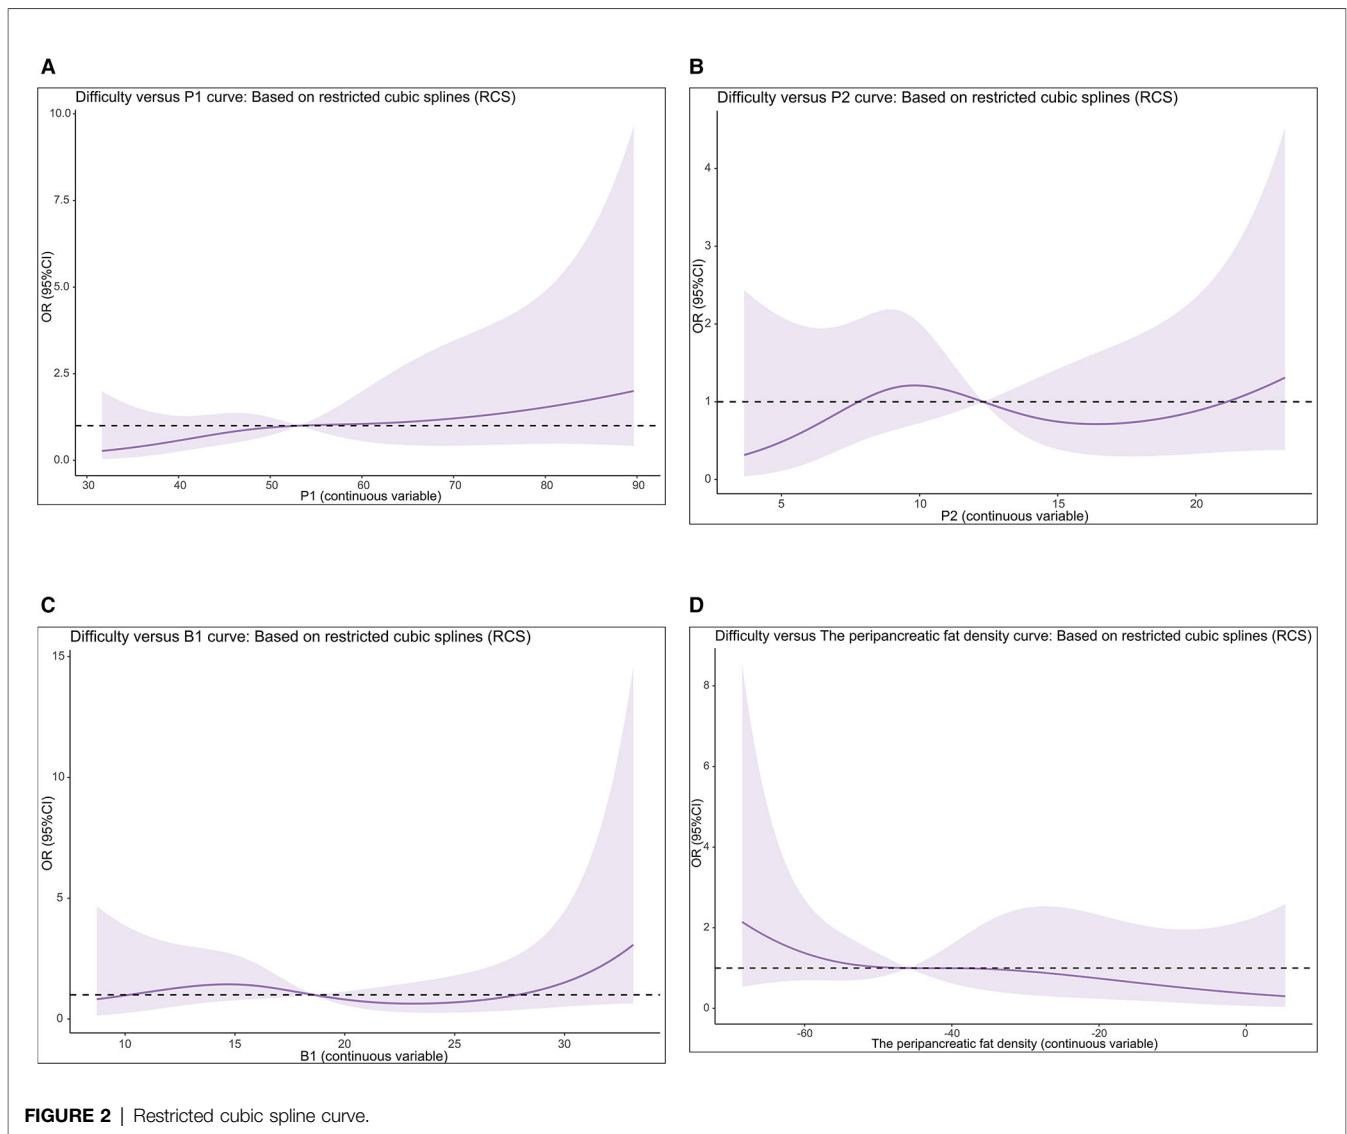 A
Difficulty versus P1 curve: Based on restricted cubic splines (RCS)
10.0
7.5
5.0
2.5
0.0
OR (95%CI)
30 40 50 60 70 80 90
P1 (continuous variable)
B
Difficulty versus P2 curve: Based on restricted cubic splines (RCS)
4
3
2
1
0
OR (95%CI)
5 10 15 20
P2 (continuous variable)
C
Difficulty versus B1 curve: Based on restricted cubic splines (RCS)
15
10
5
0
OR (95%CI)
10 15 20 25 30
B1 (continuous variable)
D
Difficulty versus The peripancreatic fat density curve: Based on restricted cubic splines (RCS)
8
6
4
2
0
OR (95%CI)
-60 -40 -20 0
The peripancreatic fat density (continuous variable)
FIGURE 2 | Restricted cubic spline curve.